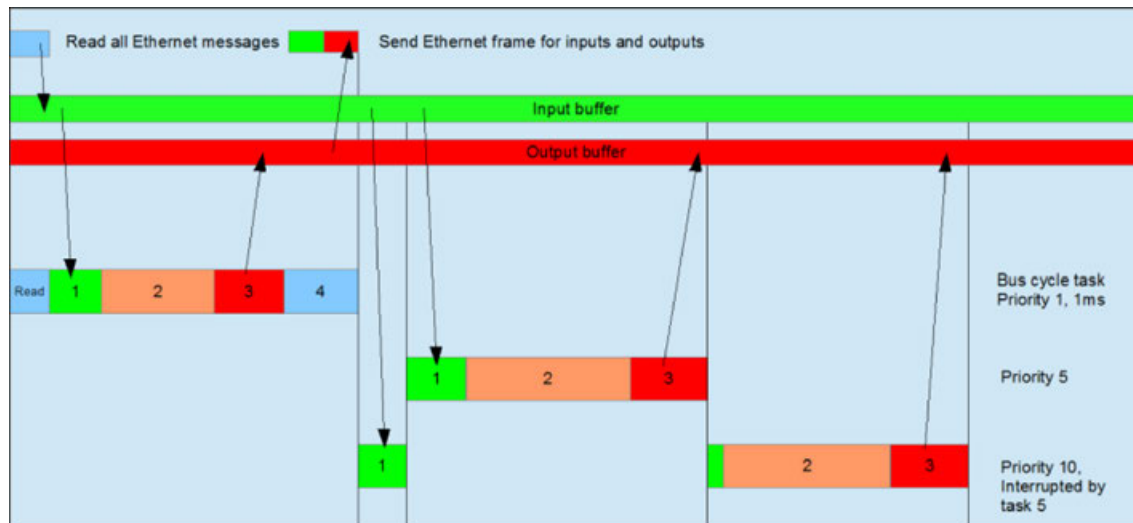 Read all Ethernet messages
Send Ethernet frame for inputs and outputs
Input buffer
Output buffer
Read 1 2 3 4
Bus cycle task
Priority 1, 1ms
1 2 3
Priority 5
1 2 3
Priority 10,
Interrupted by
task 5